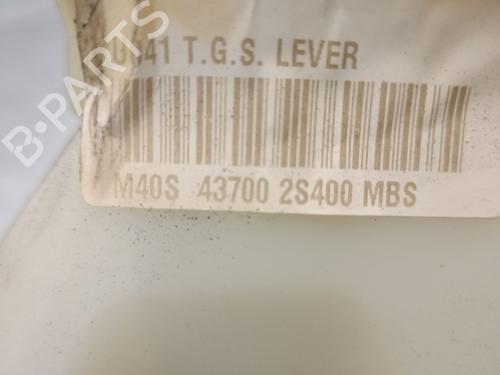 T.G.S. LEVER
M40S 43700 2S400 MBS
B-PARTS